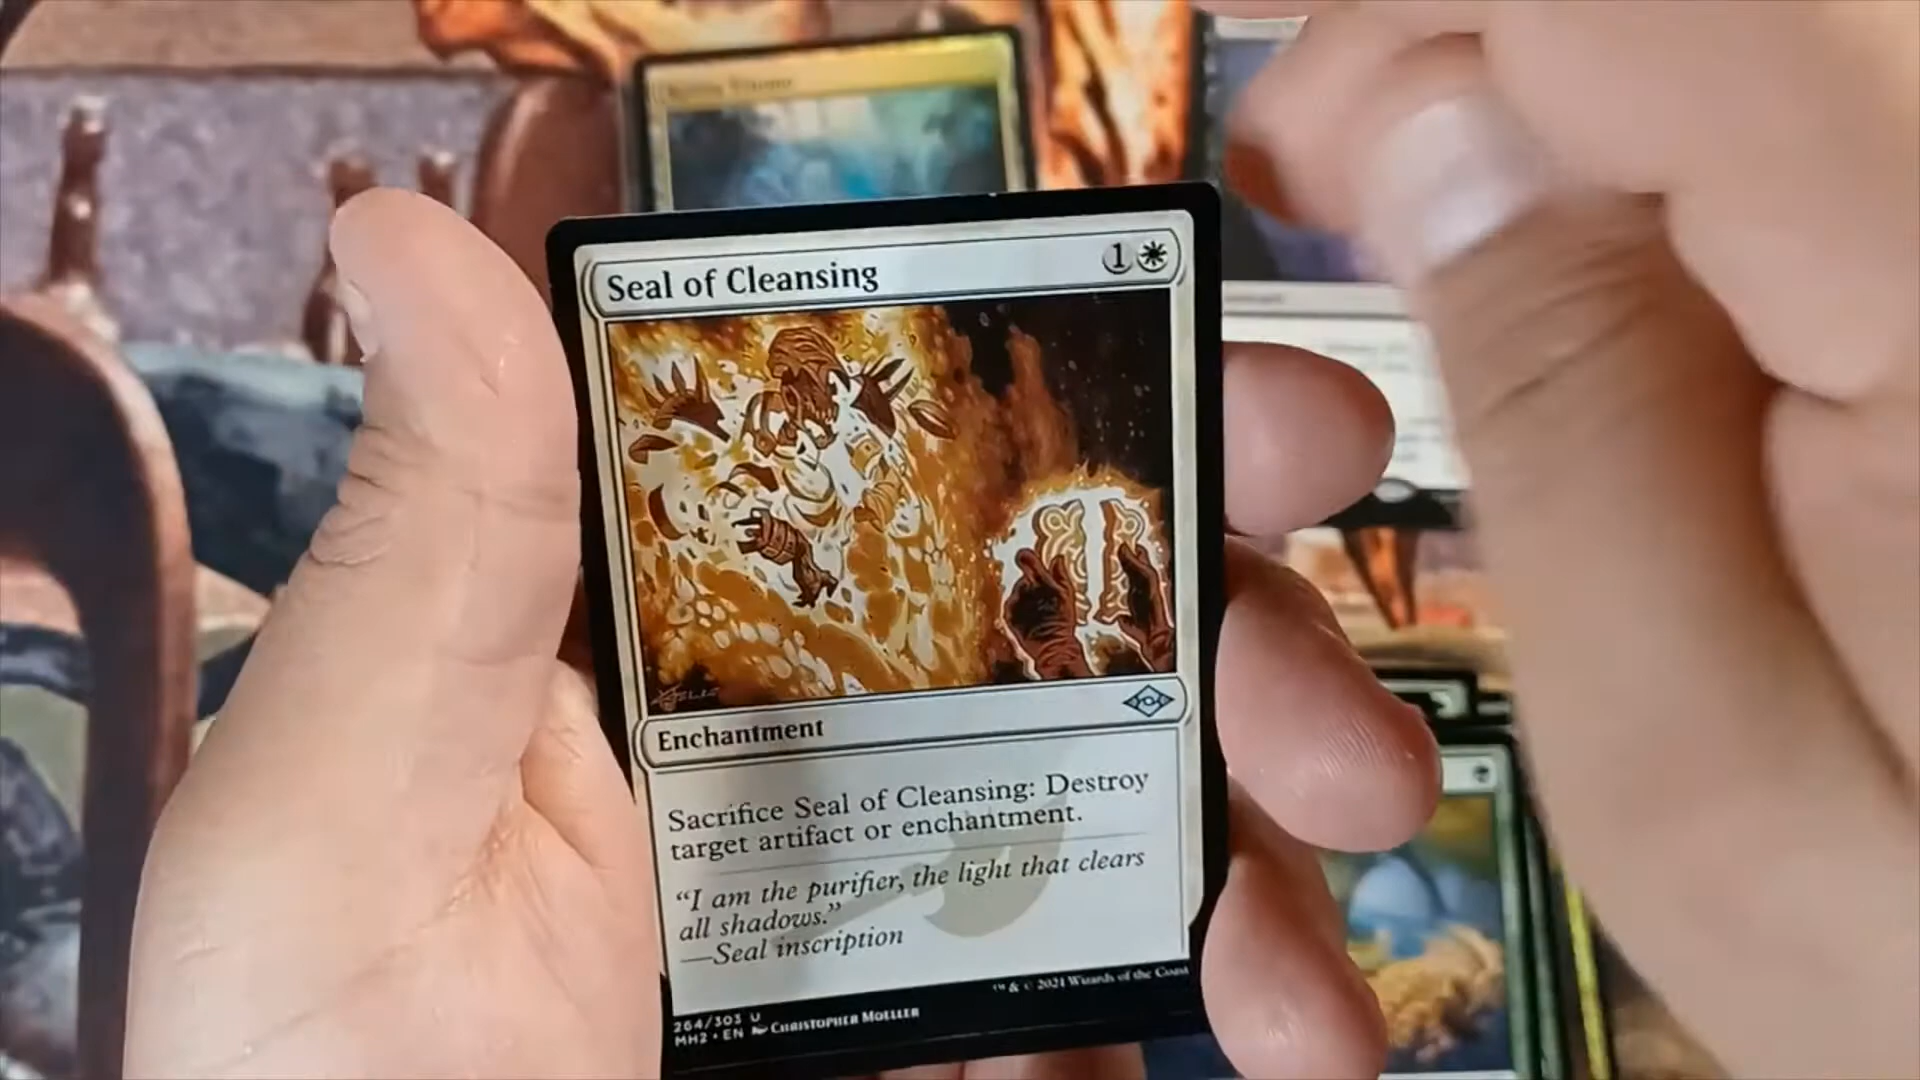 Seal of Cleansing
1
Enchantment
Sacrifice Seal of Cleansing: Destroy
target artifact or enchantment.
“I am the purifier, the light that clears
all shadows.”
—Seal inscription
™ & © 2021 Wizards of the Coast
264/303 U
MH2 • EN Christopher Moeller